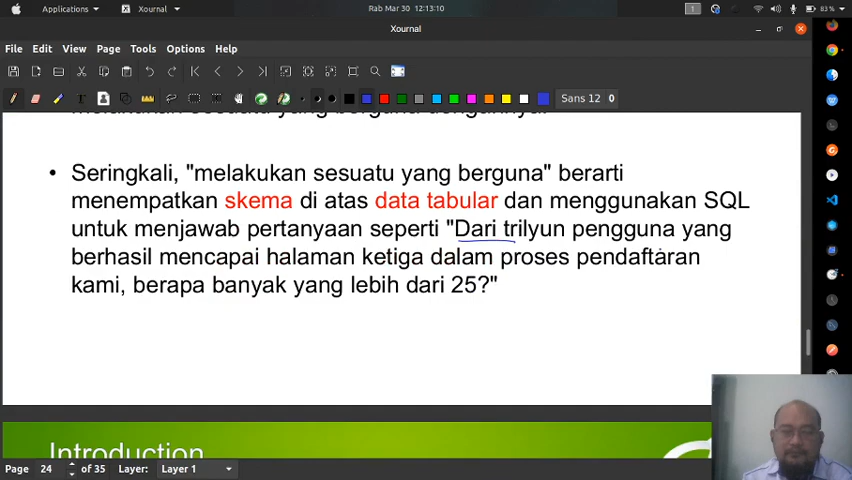 Applications
Xournal
Rab Mar 30 12:13:10
1
83%
Xournal
File Edit View Page Tools Options Help
Sans 12 0
• Seringkali, "melakukan sesuatu yang berguna" berarti
menempatkan skema di atas data tabular dan menggunakan SQL
untuk menjawab pertanyaan seperti "Dari trilyun pengguna yang
berhasil mencapai halaman ketiga dalam proses pendaftaran
kami, berapa banyak yang lebih dari 25?"
Introduction
Page 24 of 35 Layer: Layer 1